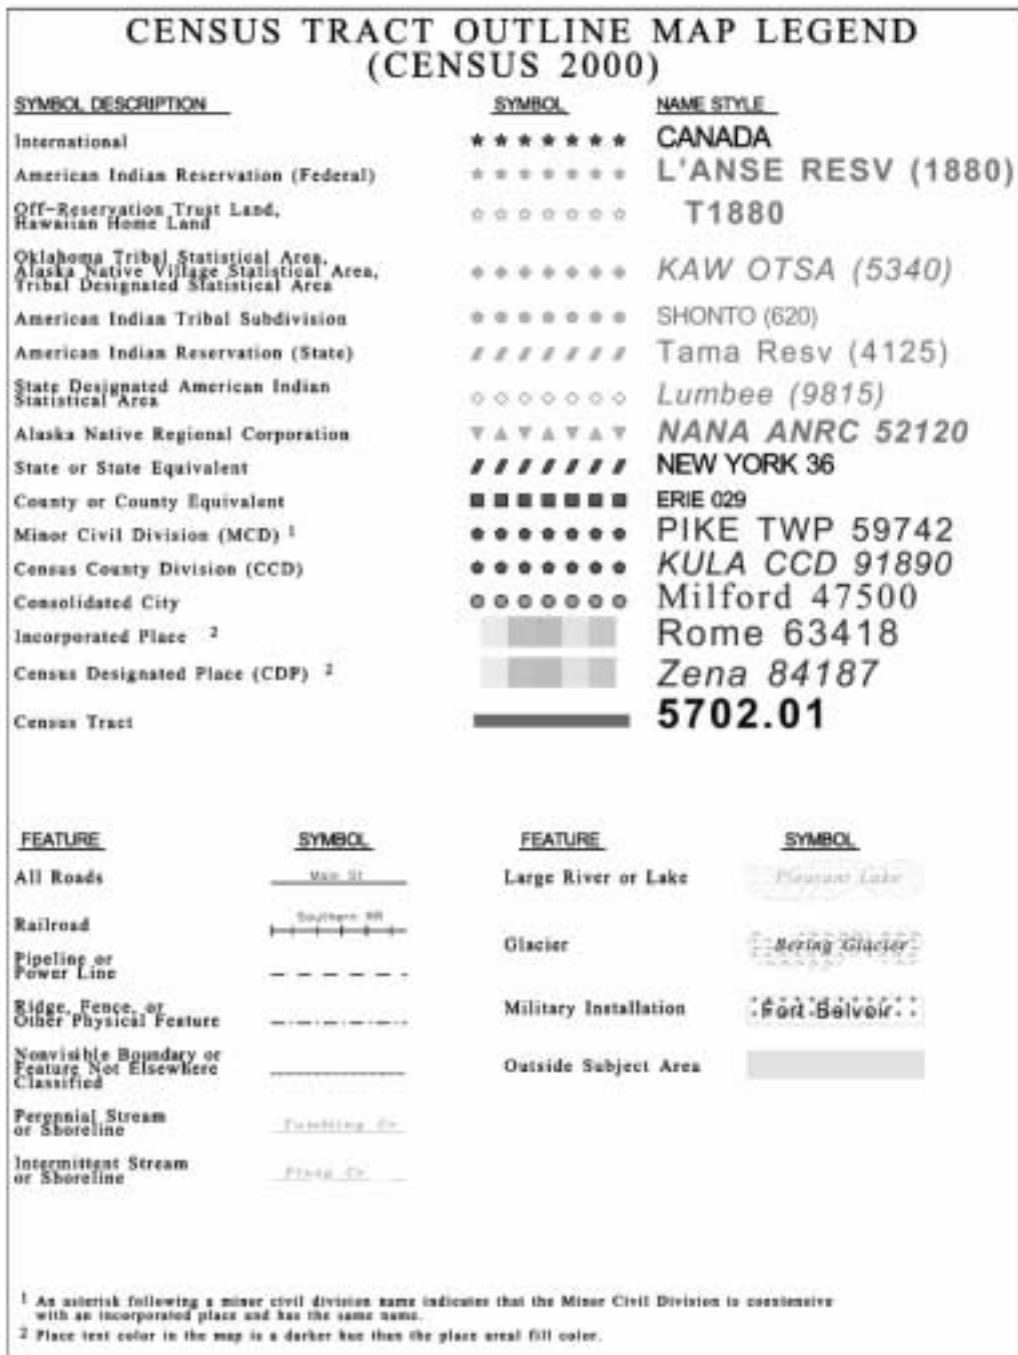 CENSUS TRACT OUTLINE MAP LEGEND
(CENSUS 2000)
SYMBOL DESCRIPTION SYMBOL NAME STYLE
International CANADA
American Indian Reservation (Federal) L'ANSE RESV (1880)
Off-Reservation Trust Land,
Hawaiian Home Land T1880
Oklahoma Tribal Statistical Area,
Alaska Native Village Statistical Area,
Tribal Designated Statistical Area KAW OTSA (5340)
American Indian Tribal Subdivision SHONTO (620)
American Indian Reservation (State) Tama Resv (4125)
State Designated American Indian
Statistical Area Lumbee (9815)
Alaska Native Regional Corporation NANA ANRC 52120
State or State Equivalent NEW YORK 36
County or County Equivalent ERIE 029
Minor Civil Division (MCD) 1 PIKE TWP 59742
Census County Division (CCD) KULA CCD 91890
Consolidated City Milford 47500
Incorporated Place 2 Rome 63418
Census Designated Place (CDP) 2 Zena 84187
Census Tract 5702.01
FEATURE SYMBOL
All Roads Main St
Railroad Southern RR
Pipeline or
Power Line
Ridge, Fence, or
Other Physical Feature
Nonvisible Boundary or
Feature Not Elsewhere
Classified
Perennial Stream
or Shoreline Tumbling Cr
Intermittent Stream
or Shoreline Piney Cr
FEATURE SYMBOL
Large River or Lake Pleasant Lake
Glacier Bering Glacier
Military Installation Fort Belvoir
Outside Subject Area
1 An asterisk following a minor civil division name indicates that the Minor Civil Division is coextensive
with an incorporated place and has the same name.
2 Place text color in the map is a darker hue than the place areal fill color.